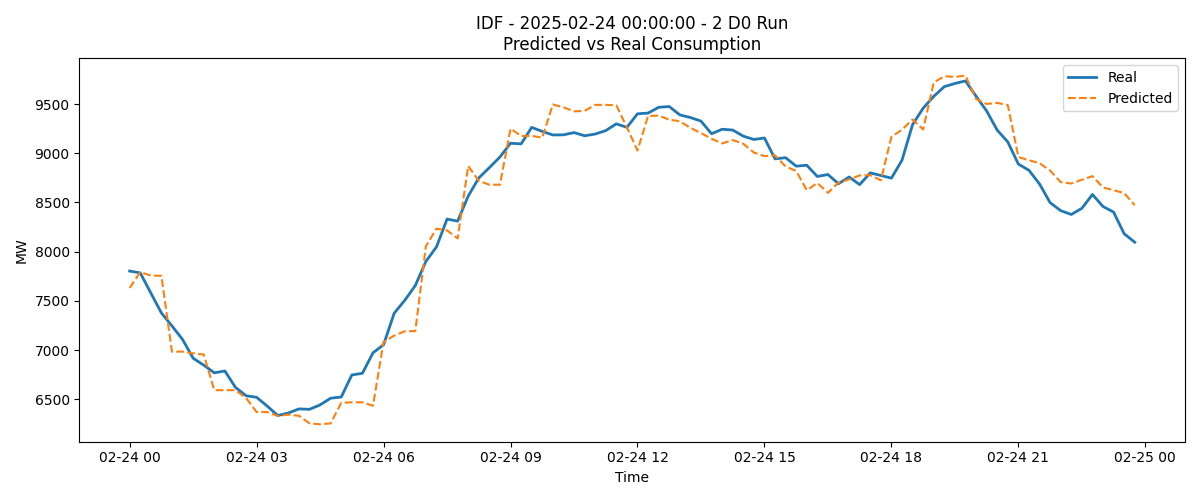 IDF - 2025-02-24 00:00:00 - 2 D0 Run
Predicted vs Real Consumption
Real
Predicted
MW
9500
9000
8500
8000
7500
7000
6500
02-24 00
02-24 03
02-24 06
02-24 09
02-24 12
02-24 15
02-24 18
02-24 21
02-25 00
Time